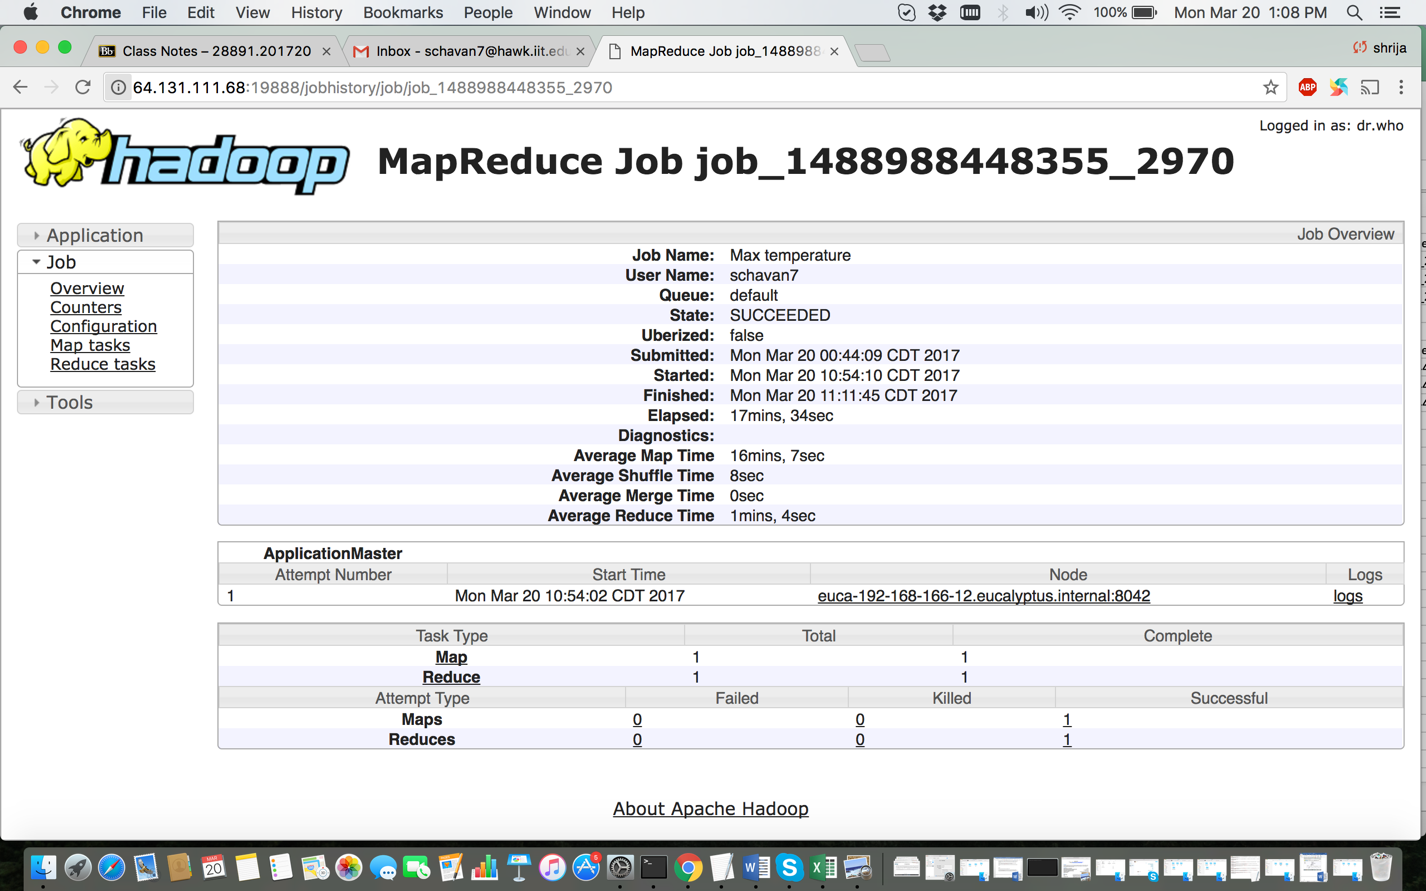 Chrome File Edit View History Bookmarks People Window Help 100% Mon Mar 20 1:08 PM
Bb Class Notes – 28891.201720 × Inbox - schavan7@hawk.iit.ed × MapReduce Job job_1488988 × shrija
64.131.111.68:19888/jobhistory/job/job_1488988448355_2970 ABP
Logged in as: dr.who
hadoop MapReduce Job job_1488988448355_2970
Application
Job
Overview
Counters
Configuration
Map tasks
Reduce tasks
Tools
Job Overview
Job Name: Max temperature
User Name: schavan7
Queue: default
State: SUCCEEDED
Uberized: false
Submitted: Mon Mar 20 00:44:09 CDT 2017
Started: Mon Mar 20 10:54:10 CDT 2017
Finished: Mon Mar 20 11:11:45 CDT 2017
Elapsed: 17mins, 34sec
Diagnostics:
Average Map Time 16mins, 7sec
Average Shuffle Time 8sec
Average Merge Time 0sec
Average Reduce Time 1mins, 4sec
ApplicationMaster
Attempt Number Start Time Node Logs
1 Mon Mar 20 10:54:02 CDT 2017 euca-192-168-166-12.eucalyptus.internal:8042 logs
Task Type Total Complete
Map 1 1
Reduce 1 1
Attempt Type Failed Killed Successful
Maps 0 0 1
Reduces 0 0 1
About Apache Hadoop
MAR 20